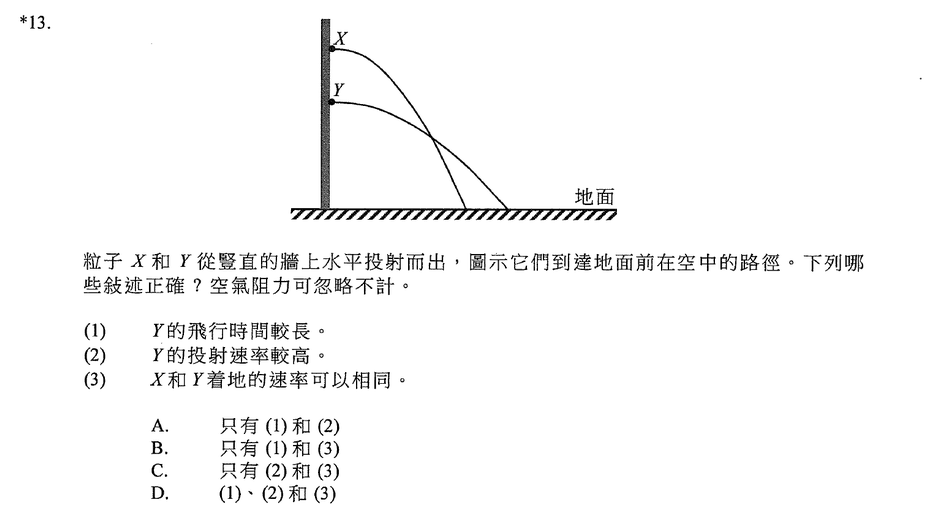 *13.
X
Y
地面
粒子 X 和 Y 從豎直的牆上水平投射而出，圖示它們到達地面前在空中的路徑。下列哪
些敍述正確？空氣阻力可忽略不計。
(1) Y的飛行時間較長。
(2) Y的投射速率較高。
(3) X和Y着地的速率可以相同。
A. 只有 (1) 和 (2)
B. 只有 (1) 和 (3)
C. 只有 (2) 和 (3)
D. (1)、(2) 和 (3)